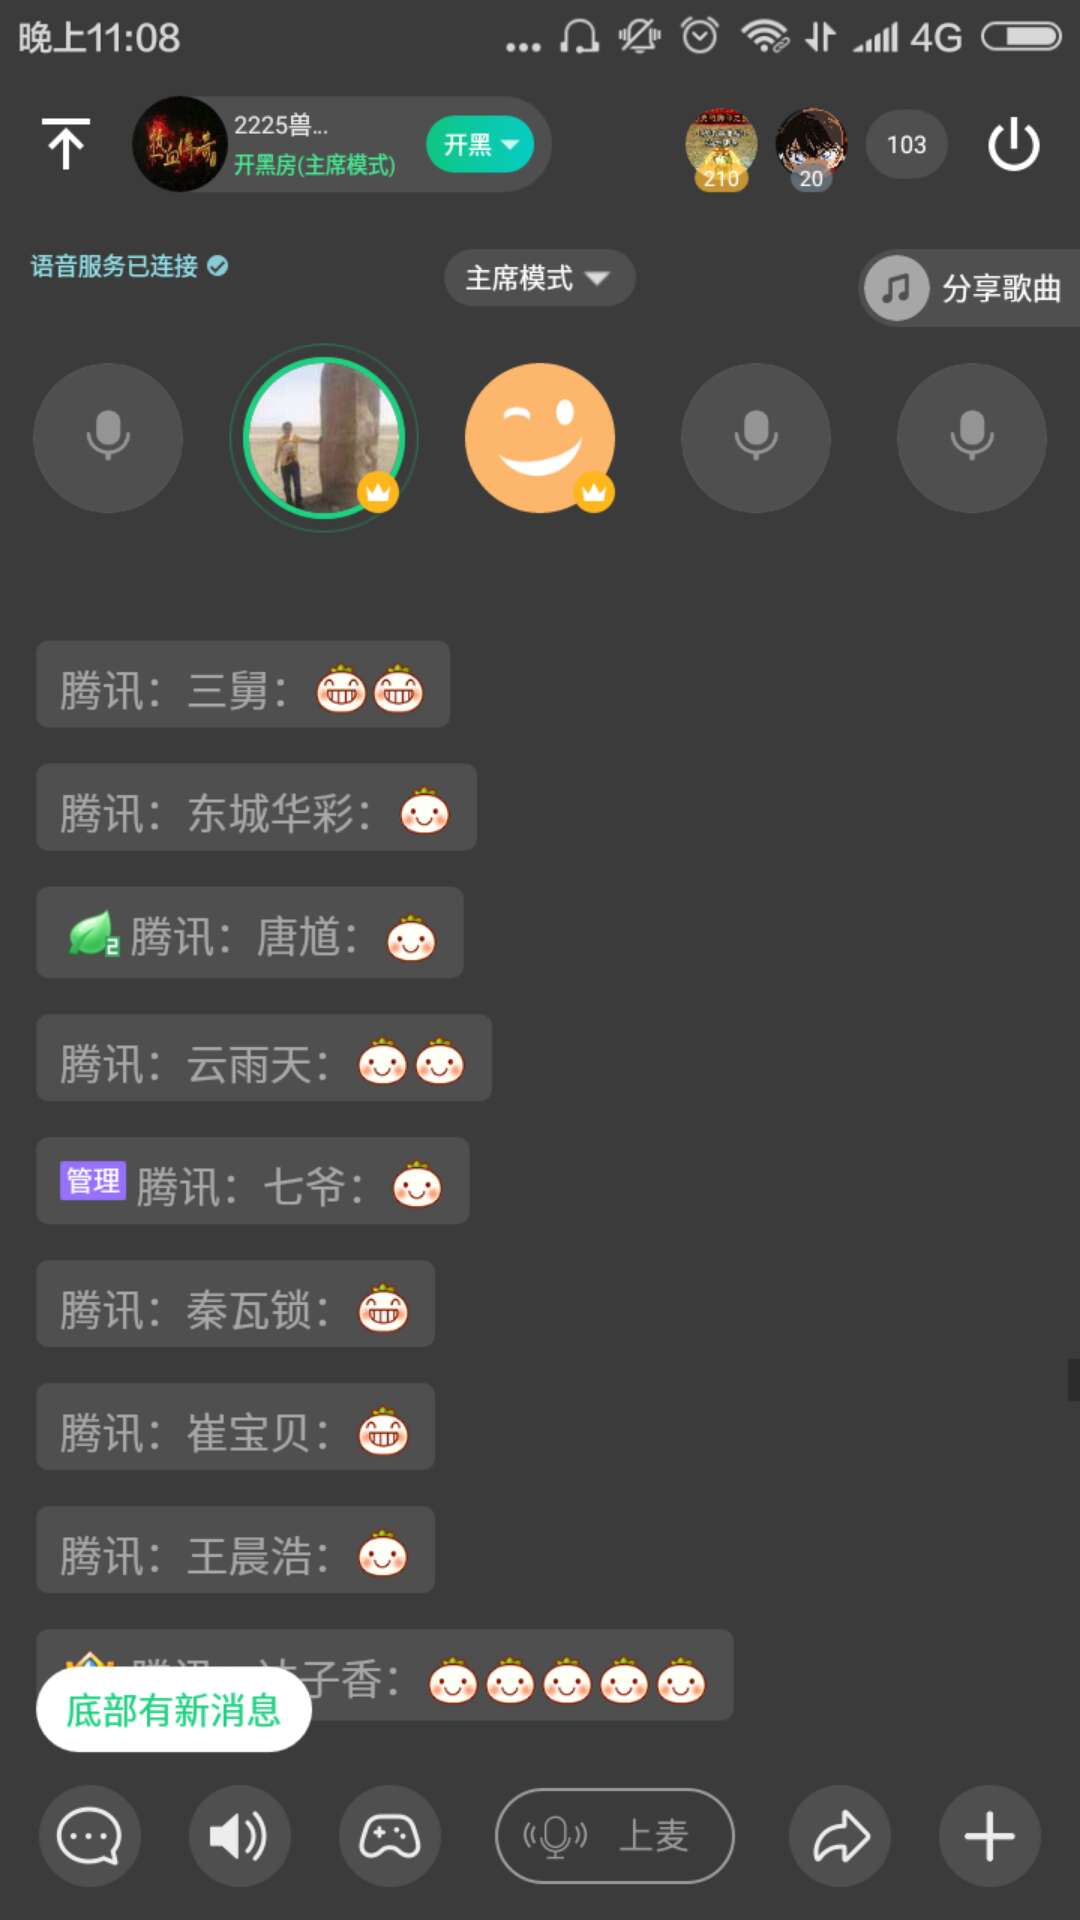 晚上11:08
4G
2225兽...
开黑房(主席模式)
开黑
210
20
103
语音服务已连接
主席模式
分享歌曲
腾讯：三舅：
腾讯：东城华彩：
2 腾讯：唐馗：
腾讯：云雨天：
管理 腾讯：七爷：
腾讯：秦瓦锁：
腾讯：崔宝贝：
腾讯：王晨浩：
子香：
底部有新消息
上麦